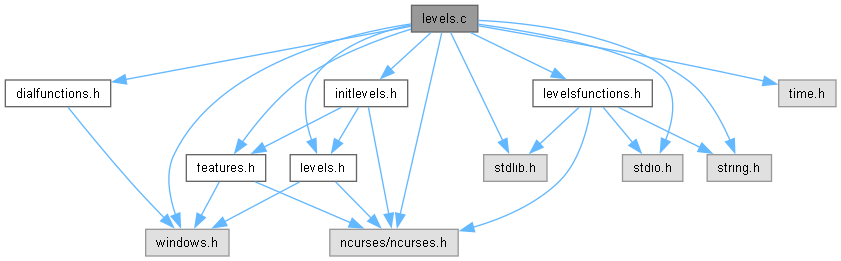 levels.c
dialfunctions.h
initlevels.h
levelsfunctions.h
time.h
features.h
levels.h
stdlib.h
stdio.h
string.h
windows.h
ncurses/ncurses.h